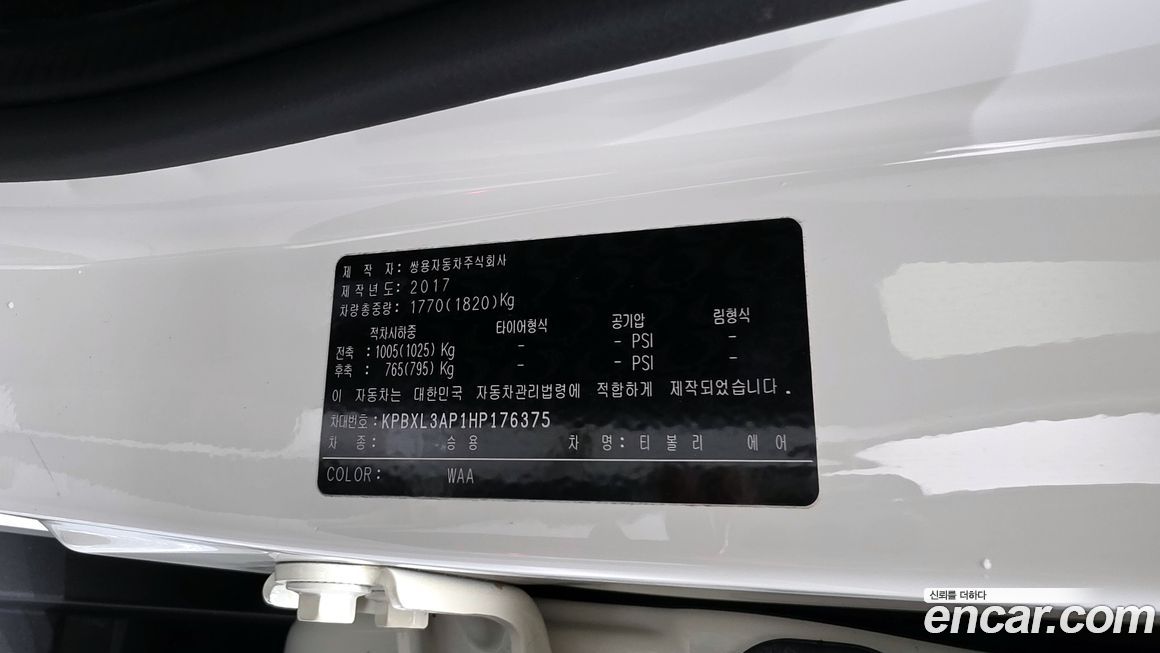 제 작 자: 쌍용자동차주식회사
제작년도: 2017
차량총중량: 1770(1820)Kg
적차시하중 타이어형식 공기압 림형식
전축 : 1005(1025) Kg - - PSI -
후축 : 765(795) Kg - - PSI -
이 자동차는 대한민국 자동차관리법령에 적합하게 제작되었습니다.
차대번호: KPBXL3AP1HP176375
차 종: 승용 차 명: 티볼리 에어
COLOR: WAA
신뢰를 더하다
encar.com